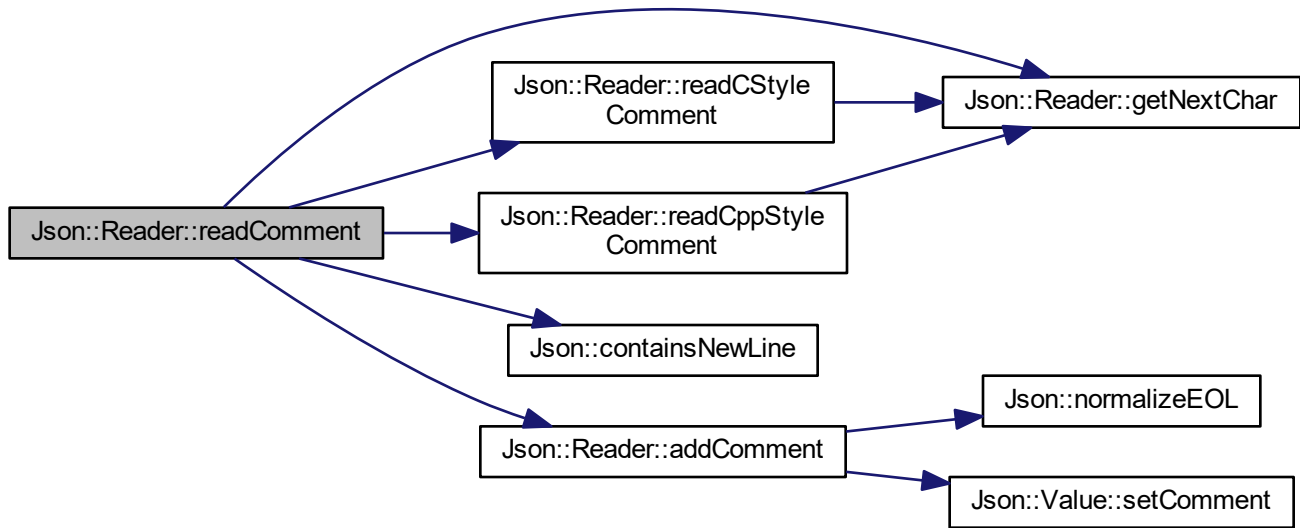 Json::Reader::readCStyle
Comment
Json::Reader::getNextChar
Json::Reader::readComment
Json::Reader::readCppStyle
Comment
Json::containsNewLine
Json::normalizeEOL
Json::Reader::addComment
Json::Value::setComment